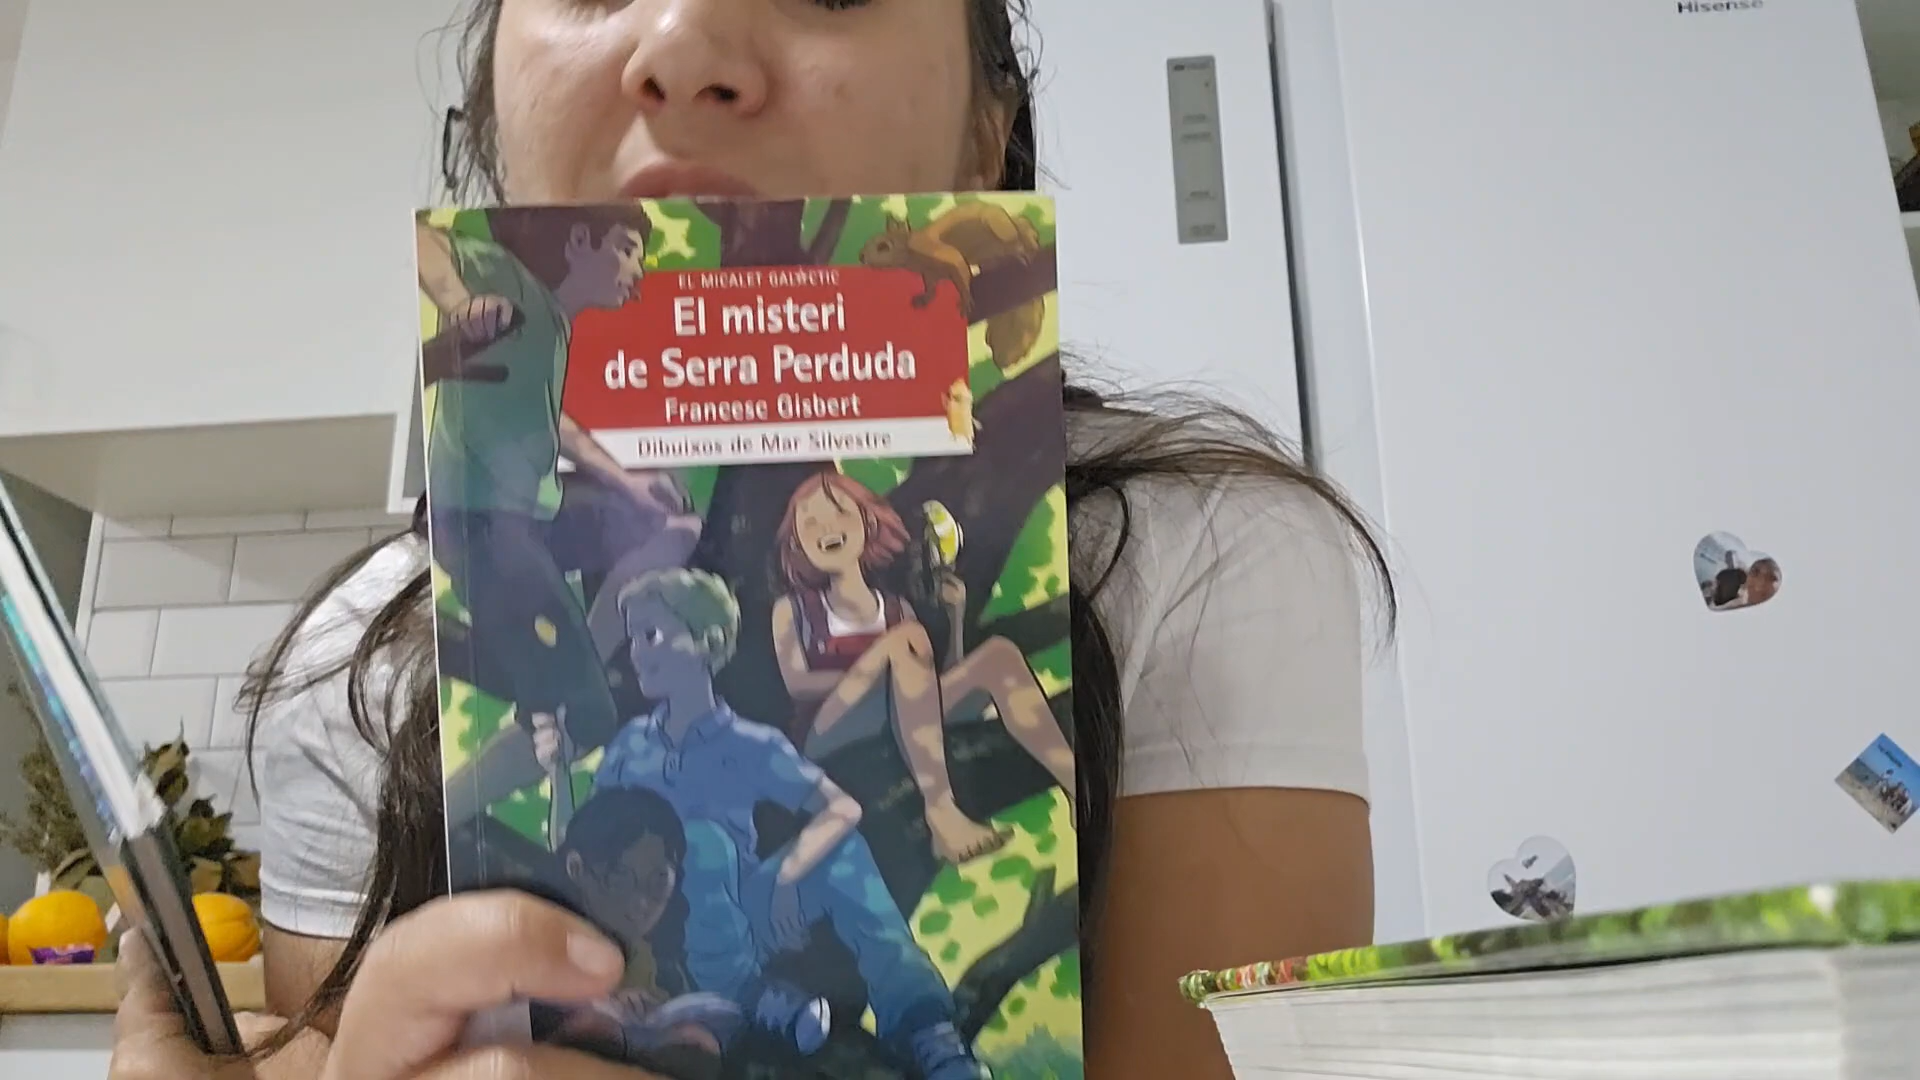 Hisense
EL MICALET GALÀCTIC
El misteri
de Serra Perduda
Francesc Gisbert
Dibuixos de Mar Silvestre